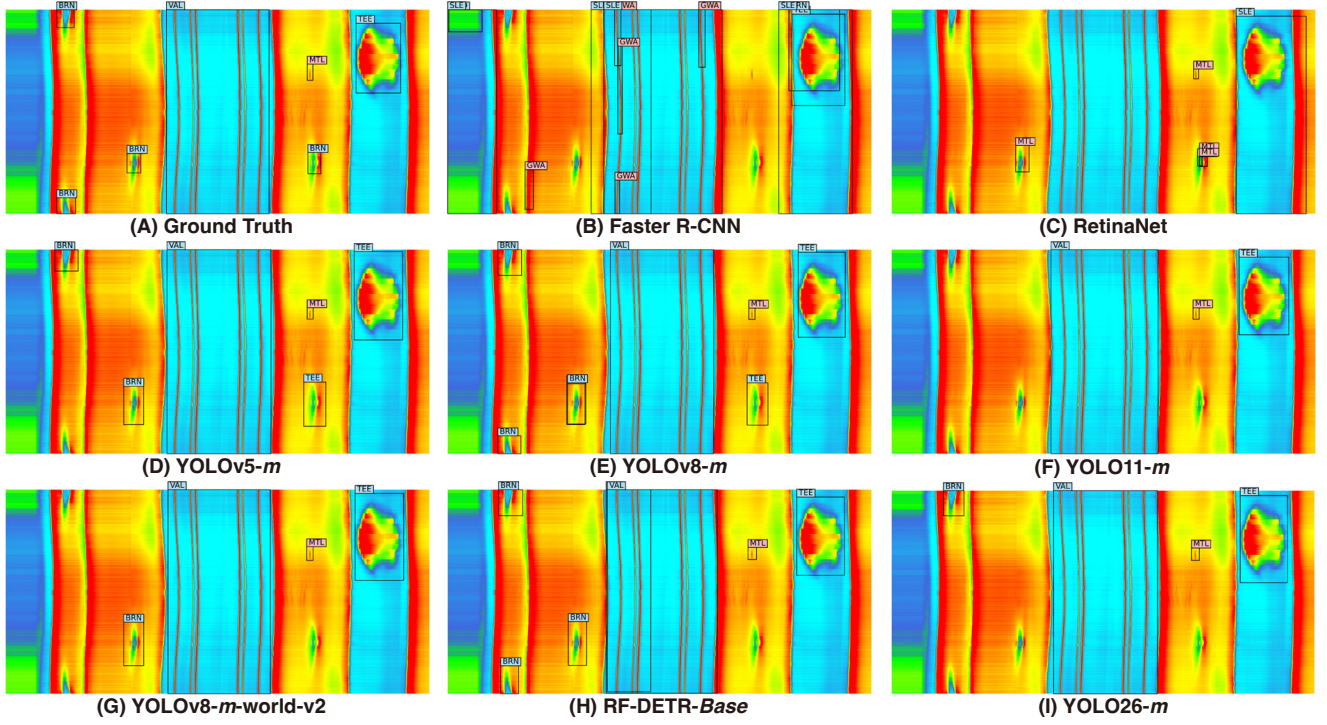 BRN
VAL
TEE
MTL
BRN
BRN
BRN
(A) Ground Truth
SLE
SLE
WA
GWA
GWA
GWA
GWA
SLE
RN
(B) Faster R-CNN
SLE
MTL
MTL
MTL
(C) RetinaNet
BRN
VAL
TEE
MTL
BRN
TEE
(D) YOLOv5-m
BRN
VAL
TEE
MTL
BRN
TEE
BRN
(E) YOLOv8-m
VAL
TEE
MTL
(F) YOLO11-m
VAL
TEE
MTL
BRN
(G) YOLOv8-m-world-v2
BRN
VAL
TEE
MTL
BRN
BRN
(H) RF-DETR-Base
BRN
VAL
TEE
MTL
(I) YOLO26-m